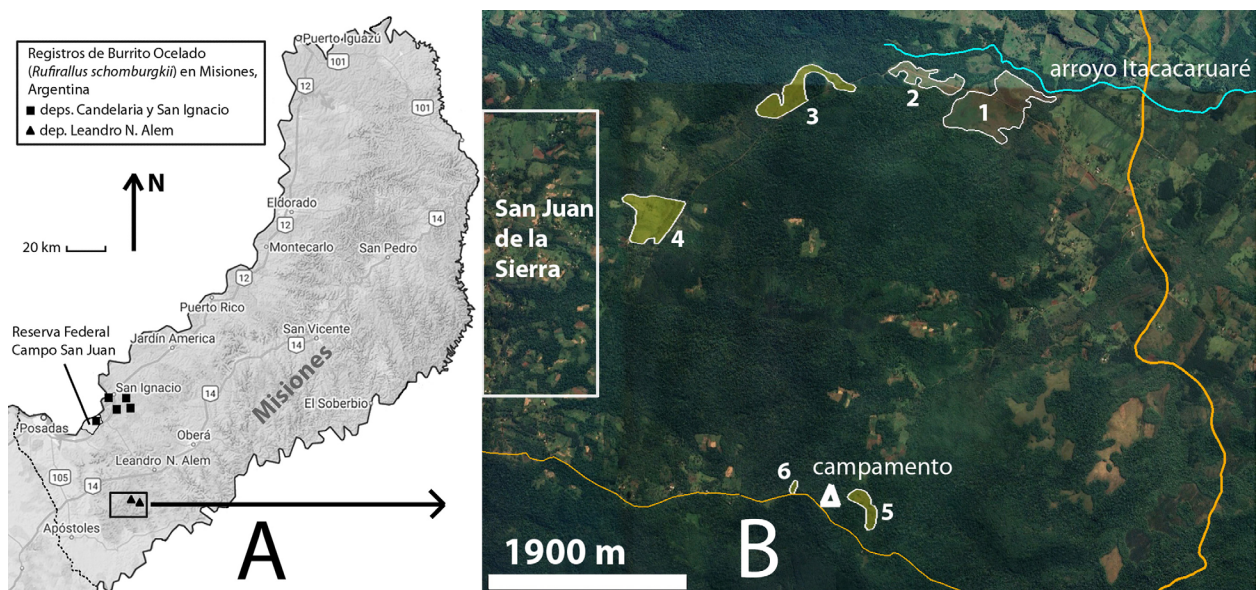 Registros de Burrito Ocelado
(Rufirallus schomburgkii) en Misiones,
Argentina
deps. Candelaria y San Ignacio
dep. Leandro N. Alem
N
20 km
Puerto Iguazú
101
12
101
Eldorado
12
14
Montecarlo
San Pedro
12
Puerto Rico
Reserva Federal
Campo San Juan
Jardín America
San Vicente
14
Misiones
San Ignacio
14
El Soberbio
Posadas
Oberá
Leandro N. Alem
105
14
Apóstoles
A
arroyo Itacacaruaré
2
1
3
San Juan
de la
Sierra
4
6
campamento
5
1900 m
B